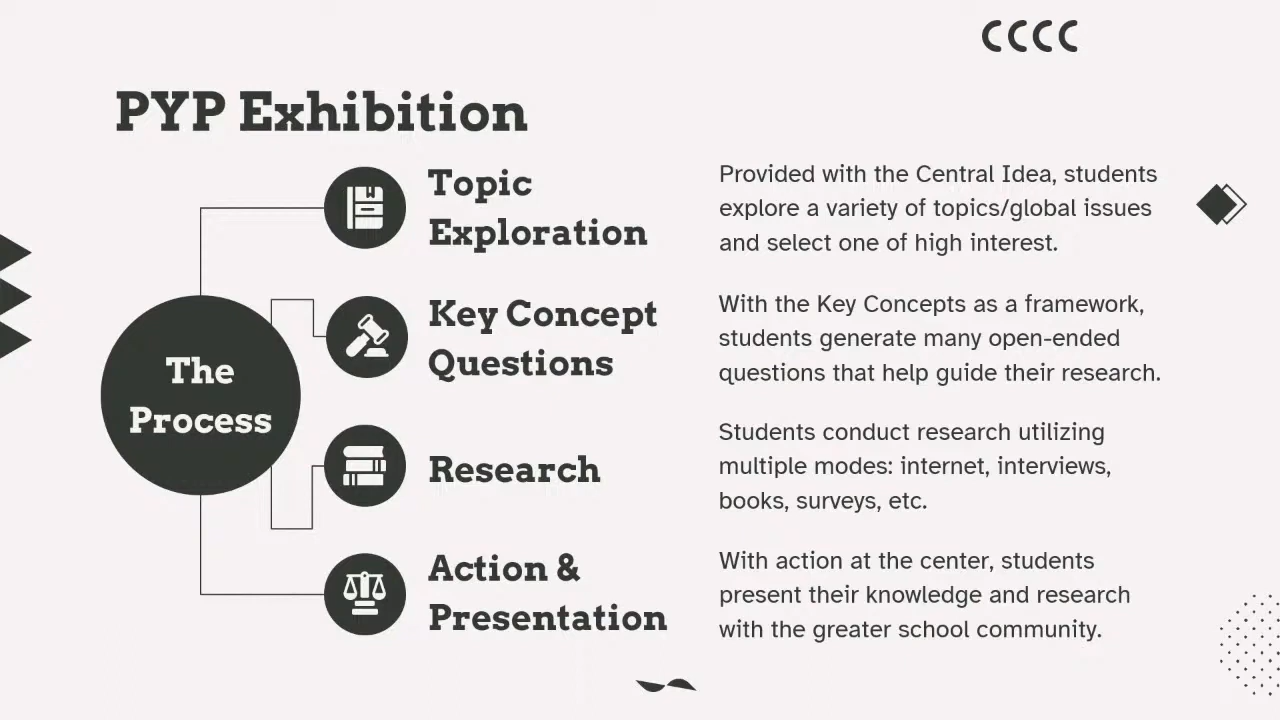 PYP Exhibition
Topic
Exploration
Provided with the Central Idea, students
explore a variety of topics/global issues
and select one of high interest.
Key Concept
Questions
With the Key Concepts as a framework,
students generate many open-ended
questions that help guide their research.
The
Process
Research
Students conduct research utilizing
multiple modes: internet, interviews,
books, surveys, etc.
Action &
Presentation
With action at the center, students
present their knowledge and research
with the greater school community.